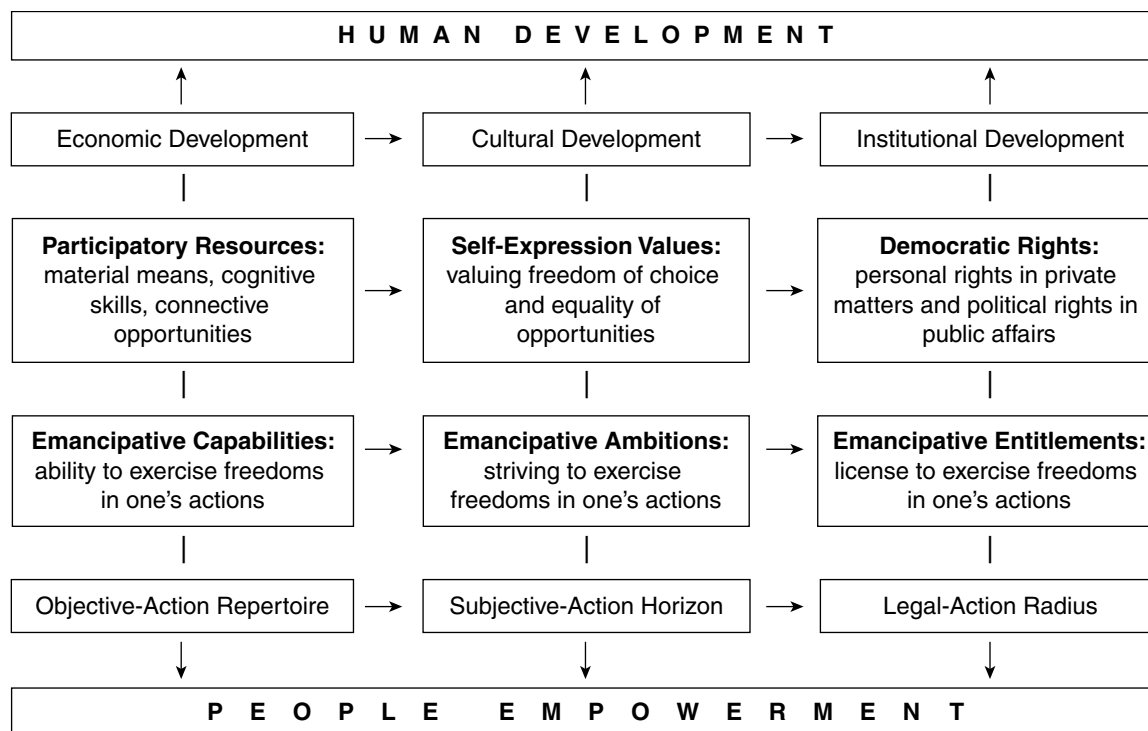 HUMAN DEVELOPMENT
Economic Development
Cultural Development
Institutional Development
Participatory Resources:
material means, cognitive
skills, connective
opportunities
Self-Expression Values:
valuing freedom of choice
and equality of
opportunities
Democratic Rights:
personal rights in private
matters and political rights in
public affairs
Emancipative Capabilities:
ability to exercise freedoms
in one's actions
Emancipative Ambitions:
striving to exercise
freedoms in one's actions
Emancipative Entitlements:
license to exercise freedoms
in one's actions
Objective-Action Repertoire
Subjective-Action Horizon
Legal-Action Radius
PEOPLE EMPOWERMENT